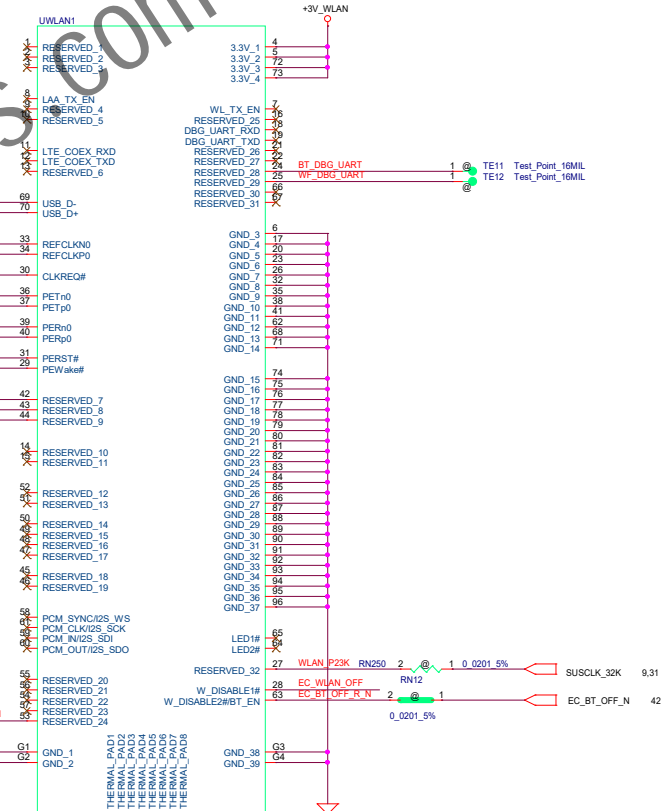 +3V_WLAN
UWLAN1
1 RESERVED_1 3.3V_1 4
2 RESERVED_2 3.3V_2 5
3 RESERVED_3 3.3V_3 72
3.3V_4 73
8 LAA_TX_EN
9 RESERVED_4 WL_TX_EN 7
10 RESERVED_5 RESERVED_25 16
DBG_UART_RXD 18
DBG_UART_TXD 19
11 LTE_COEX_RXD RESERVED_26 21
12 LTE_COEX_TXD RESERVED_27 22
13 RESERVED_6 RESERVED_28 24 BT_DBG_UART 1 @ TE11 Test_Point_16MIL
RESERVED_29 25 WF_DBG_UART 1 @ TE12 Test_Point_16MIL
RESERVED_30 66
69 USB_D- RESERVED_31 67
70 USB_D+
GND_3 6
33 REFCLKN0 GND_4 17
34 REFCLKP0 GND_5 20
GND_6 23
30 CLKREQ# GND_7 26
GND_8 32
36 PETn0 GND_9 35
37 PETp0 GND_10 38
GND_11 41
39 PERn0 GND_12 62
40 PERp0 GND_13 68
GND_14 71
31 PERST#
29 PEWake#
GND_15 74
GND_16 75
42 RESERVED_7 GND_17 76
43 RESERVED_8 GND_18 77
44 RESERVED_9 GND_19 78
GND_20 79
GND_21 80
14 RESERVED_10 GND_22 81
15 RESERVED_11 GND_23 82
GND_24 83
GND_25 84
52 RESERVED_12 GND_26 85
51 RESERVED_13 GND_27 86
GND_28 87
50 RESERVED_14 GND_29 88
49 RESERVED_15 GND_30 89
48 RESERVED_16 GND_31 90
47 RESERVED_17 GND_32 91
GND_33 92
45 RESERVED_18 GND_34 93
46 RESERVED_19 GND_35 94
GND_36 95
GND_37 96
58 PCM_SYNC/I2S_WS
61 PCM_CLK/I2S_SCK
59 PCM_IN/I2S_SDI LED1# 65
60 PCM_OUT/I2S_SDO LED2# 64
RESERVED_32 27 WLAN_P23K RN250 2 @ 1 0_0201_5% SUSCLK_32K 9,31
55 RESERVED_20
56 RESERVED_21 W_DISABLE1# 28 EC_WLAN_OFF RN12
54 RESERVED_22 W_DISABLE2#/BT_EN 63 EC_BT_OFF_R_N 2 @ 1 EC_BT_OFF_N 42
57 RESERVED_23
53 RESERVED_24 0_0201_5%
THERMAL_PAD1
THERMAL_PAD2
THERMAL_PAD3
THERMAL_PAD4
THERMAL_PAD5
THERMAL_PAD6
THERMAL_PAD7
THERMAL_PAD8
G1 GND_1 GND_38 G3
G2 GND_2 GND_39 G4
s.com